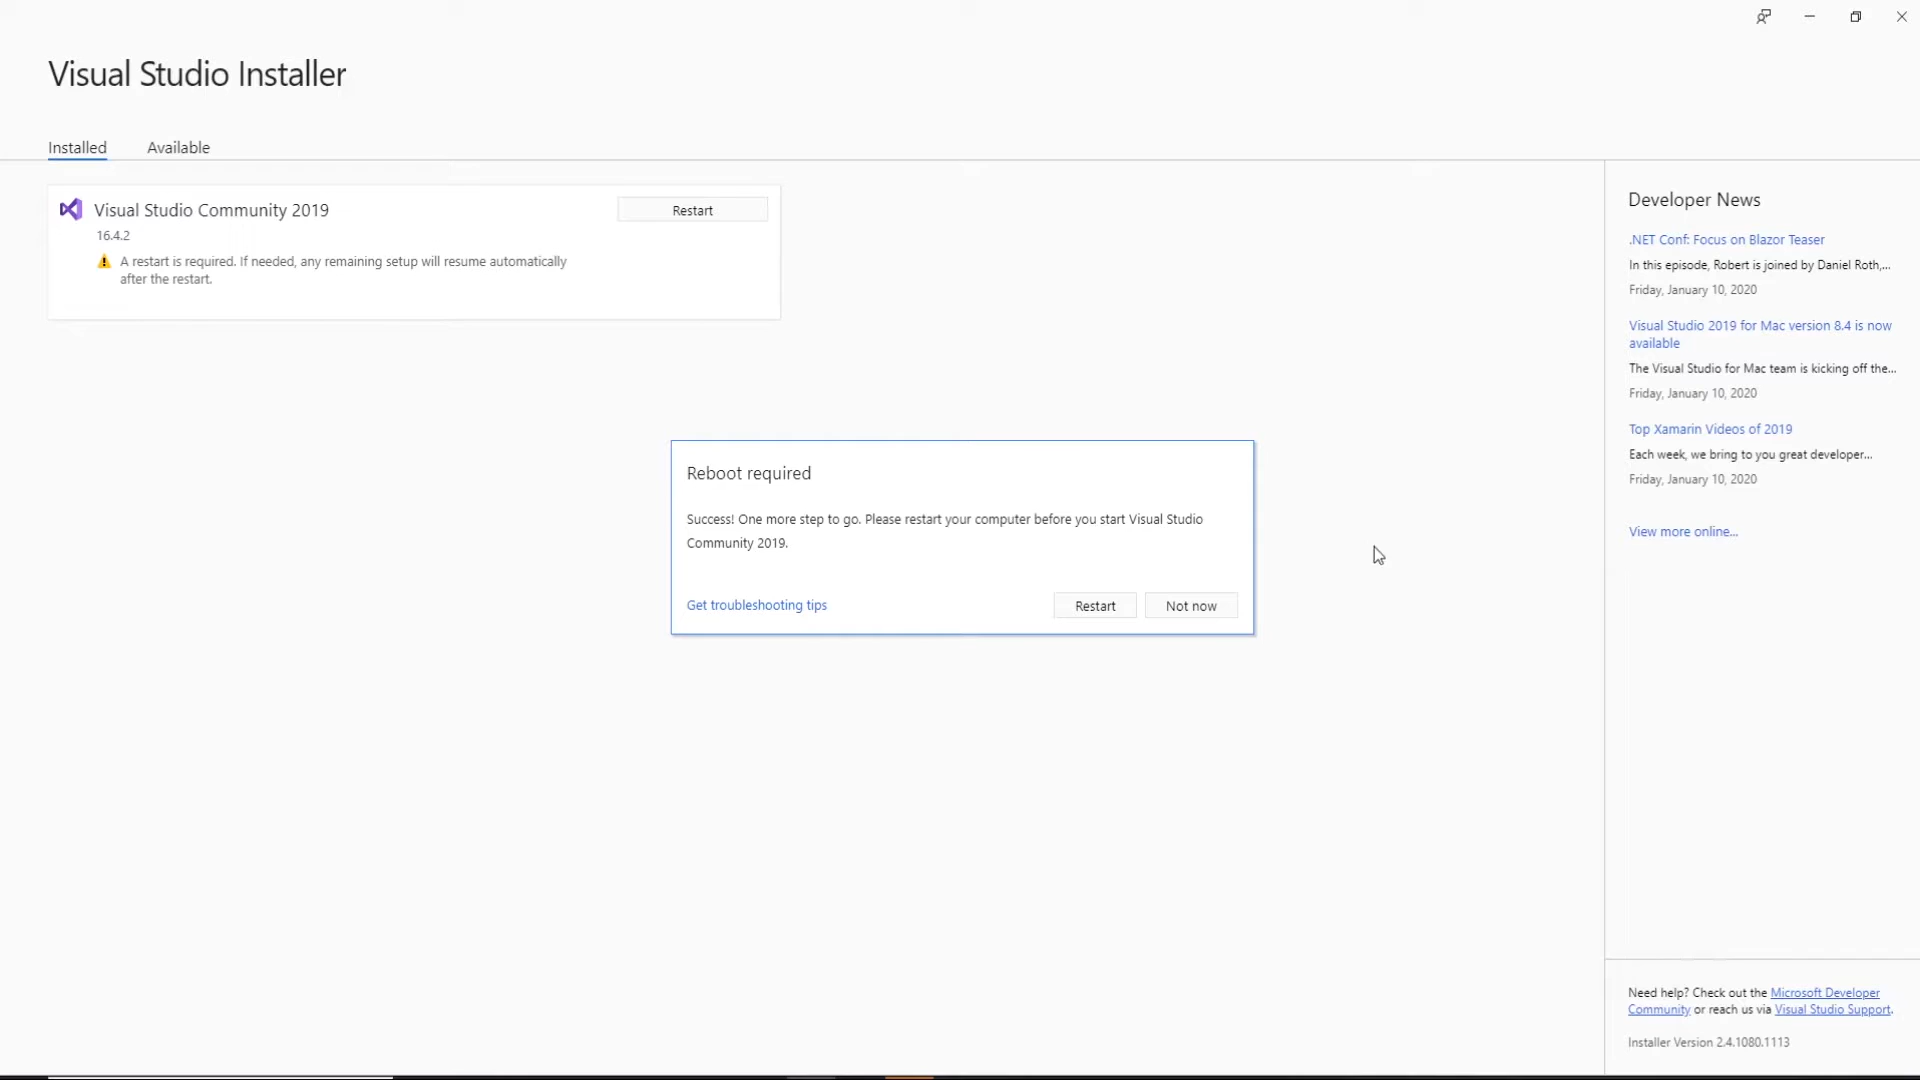 Visual Studio Installer
Installed
Available
Visual Studio Community 2019
Restart
16.4.2
A restart is required. If needed, any remaining setup will resume automatically
after the restart.
Reboot required
Success! One more step to go. Please restart your computer before you start Visual Studio
Community 2019.
Get troubleshooting tips
Restart
Not now
Developer News
.NET Conf: Focus on Blazor Teaser
In this episode, Robert is joined by Daniel Roth,...
Friday, January 10, 2020
Visual Studio 2019 for Mac version 8.4 is now
available
The Visual Studio for Mac team is kicking off the...
Friday, January 10, 2020
Top Xamarin Videos of 2019
Each week, we bring to you great developer...
Friday, January 10, 2020
View more online...
Need help? Check out the Microsoft Developer
Community or reach us via Visual Studio Support.
Installer Version 2.4.1080.1113